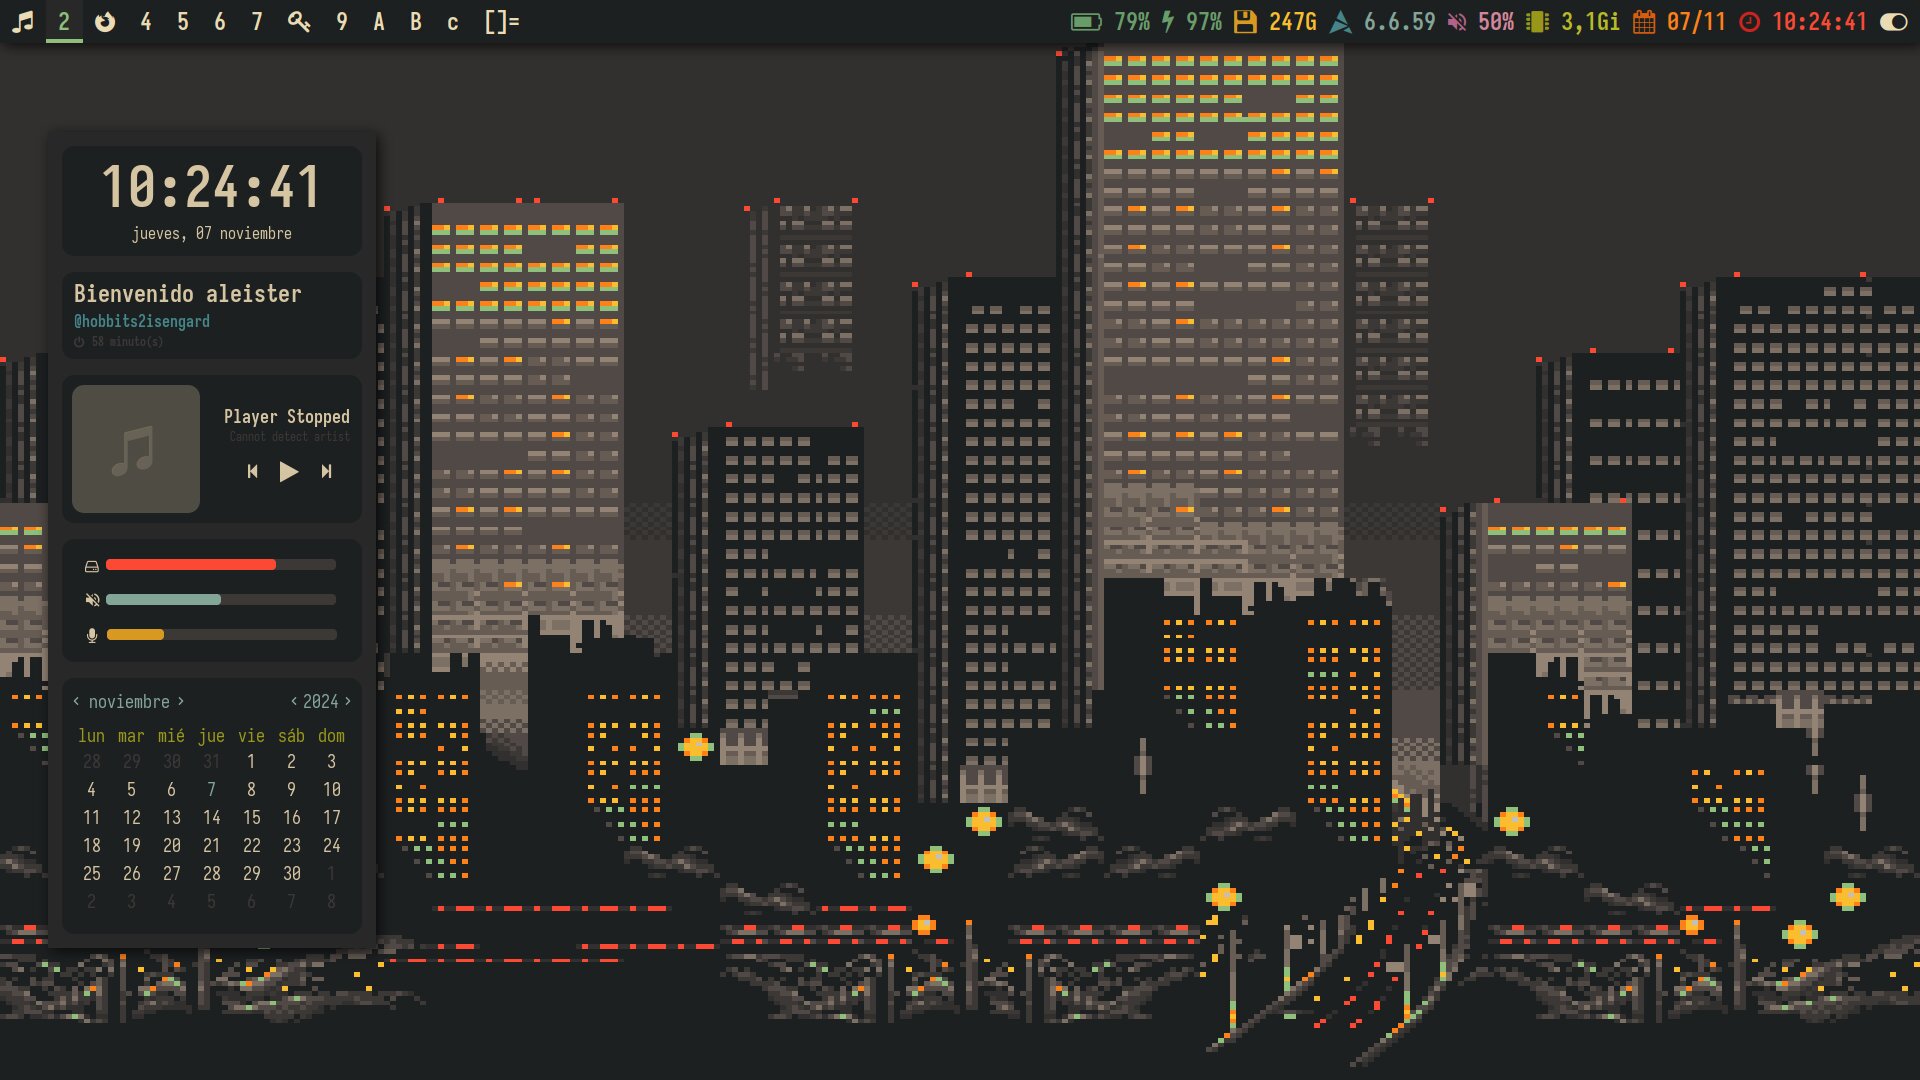 2 4 5 6 7 9 A B c []= 79% 97% 247G 6.6.59 50% 3,1Gi 07/11 10:24:41
10:24:41
jueves, 07 noviembre
Bienvenido aleister
@hobbits2isengard
58 minuto(s)
Player Stopped
Cannot detect artist
‹ noviembre › ‹ 2024 ›
lun mar mié jue vie sáb dom
28 29 30 31 1 2 3
4 5 6 7 8 9 10
11 12 13 14 15 16 17
18 19 20 21 22 23 24
25 26 27 28 29 30 1
2 3 4 5 6 7 8